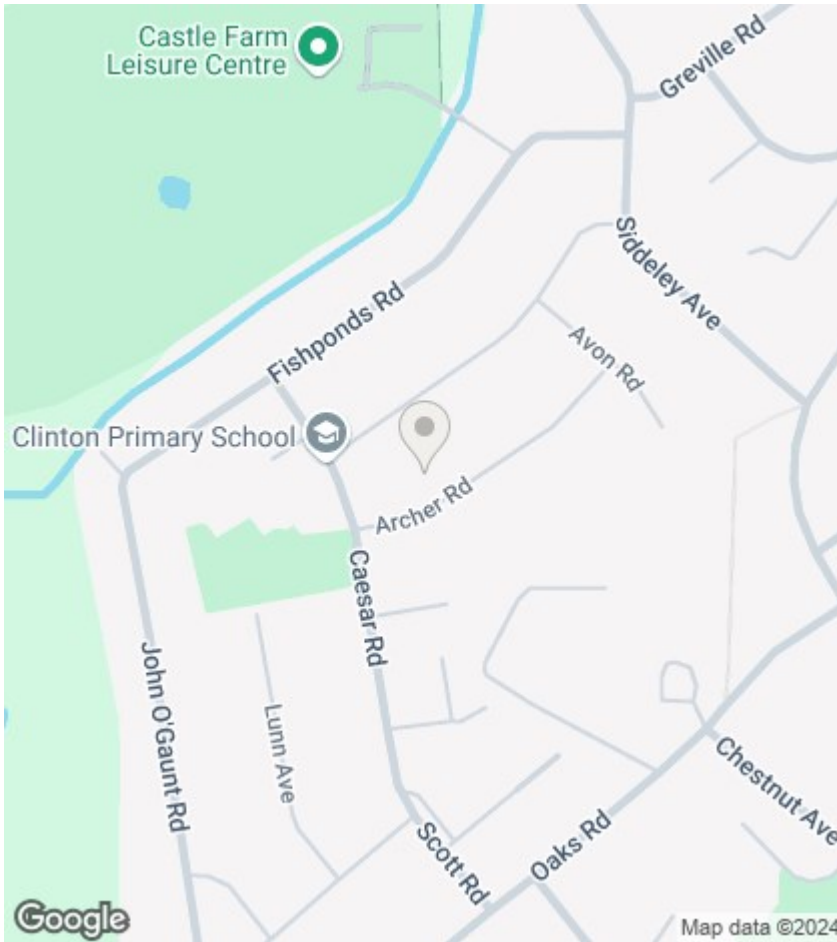 Castle Farm
Leisure Centre
Greville Rd
Siddeley Ave
Fishponds Rd
Avon Rd
Clinton Primary School
Archer Rd
Caesar Rd
John O'Gaunt Rd
Lunn Ave
Chestnut Ave
Oaks Rd
Scott Rd
Google
Map data ©2024